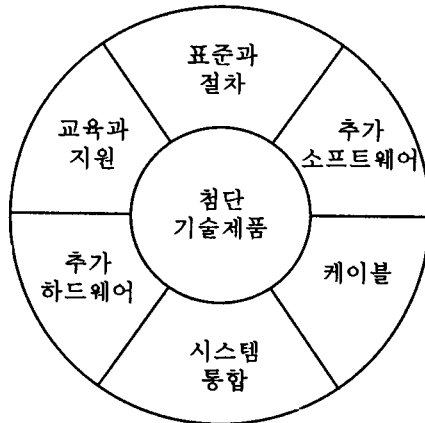 표준과
절차
교육과
지원
추가
소프트웨어
첨단
기술제품
추가
하드웨어
케이블
시스템
통합